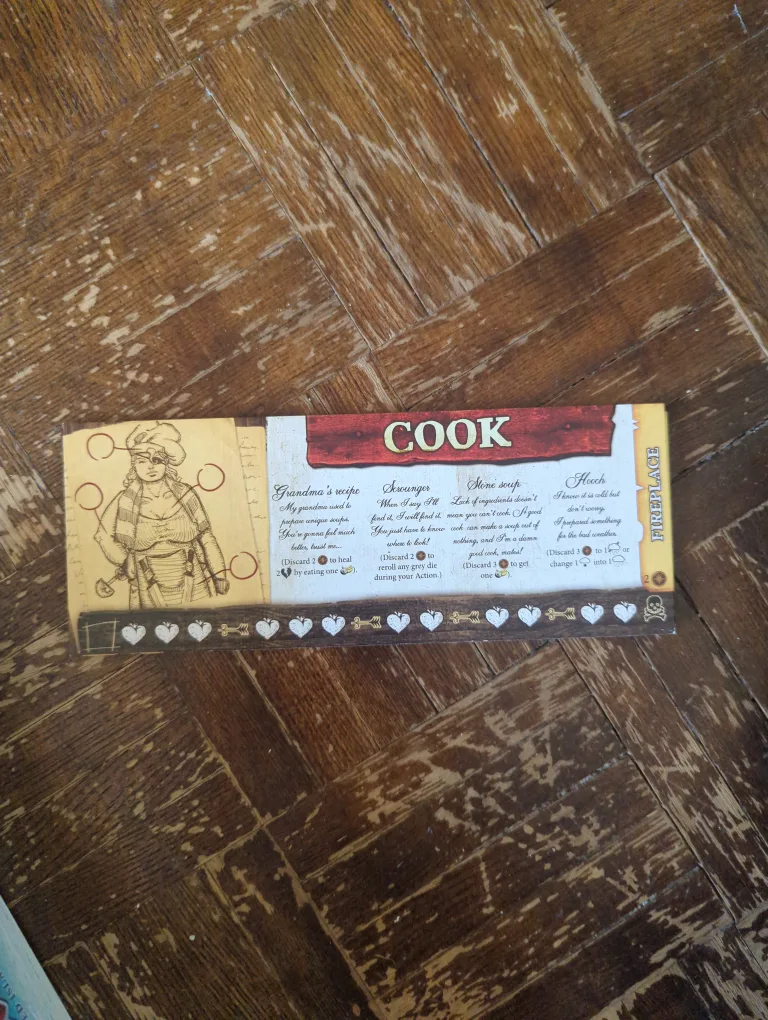 COOK
Grandma's recipe
My grandma used to
prepare unique soups.
You're gonna feel much
better, trust me...
(Discard 2 to heal
2 by eating one .)
Scrounger
When I say I'll
find it, I will find it.
You just have to know
where to look!
(Discard 2 to
reroll any grey die
during your Action.)
Stone soup
Lack of ingredients doesn't
mean you can't cook. A good
cook can make a soup out of
nothing, and I'm a damn
good cook, mates!
(Discard 3 to get
one .)
Hooch
I know it is cold but
don't worry.
I prepared something
for the bad weather.
(Discard 3 to 1 or
change 1 into 1 .)
FIREPLACE
2